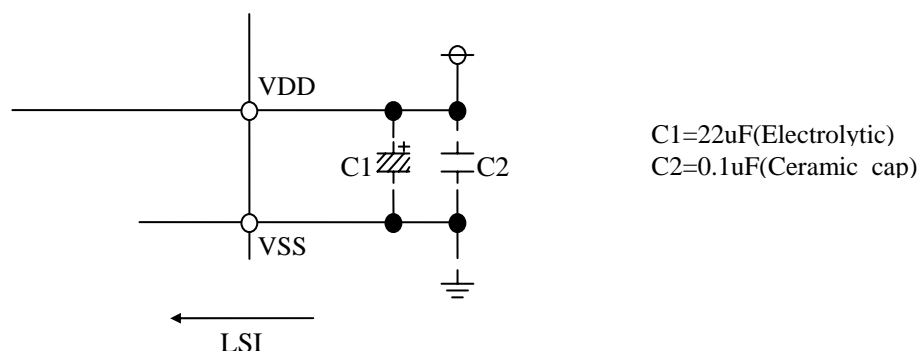 VDD
C1=22uF(Electrolytic)
+
C1
C2
C2=0.1uF(Ceramic cap)
VSS
LSI